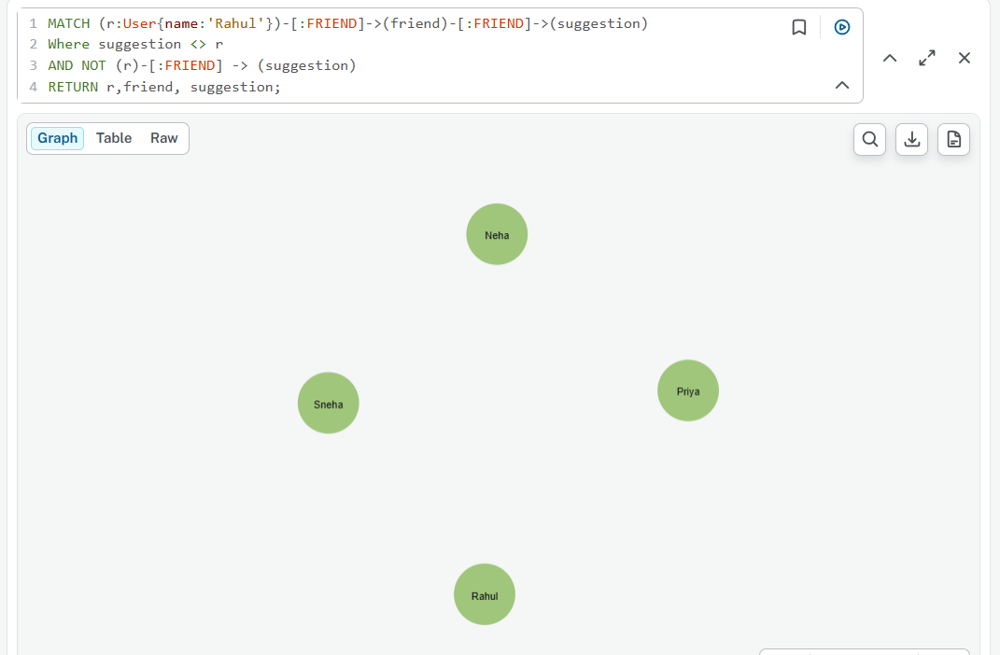 1 MATCH (r:User{name:'Rahul'})-[:FRIEND]->(friend)-[:FRIEND]->(suggestion)
2 Where suggestion <> r
3 AND NOT (r)-[:FRIEND] -> (suggestion)
4 RETURN r,friend, suggestion;
Graph Table Raw
Neha
Priya
Sneha
Rahul